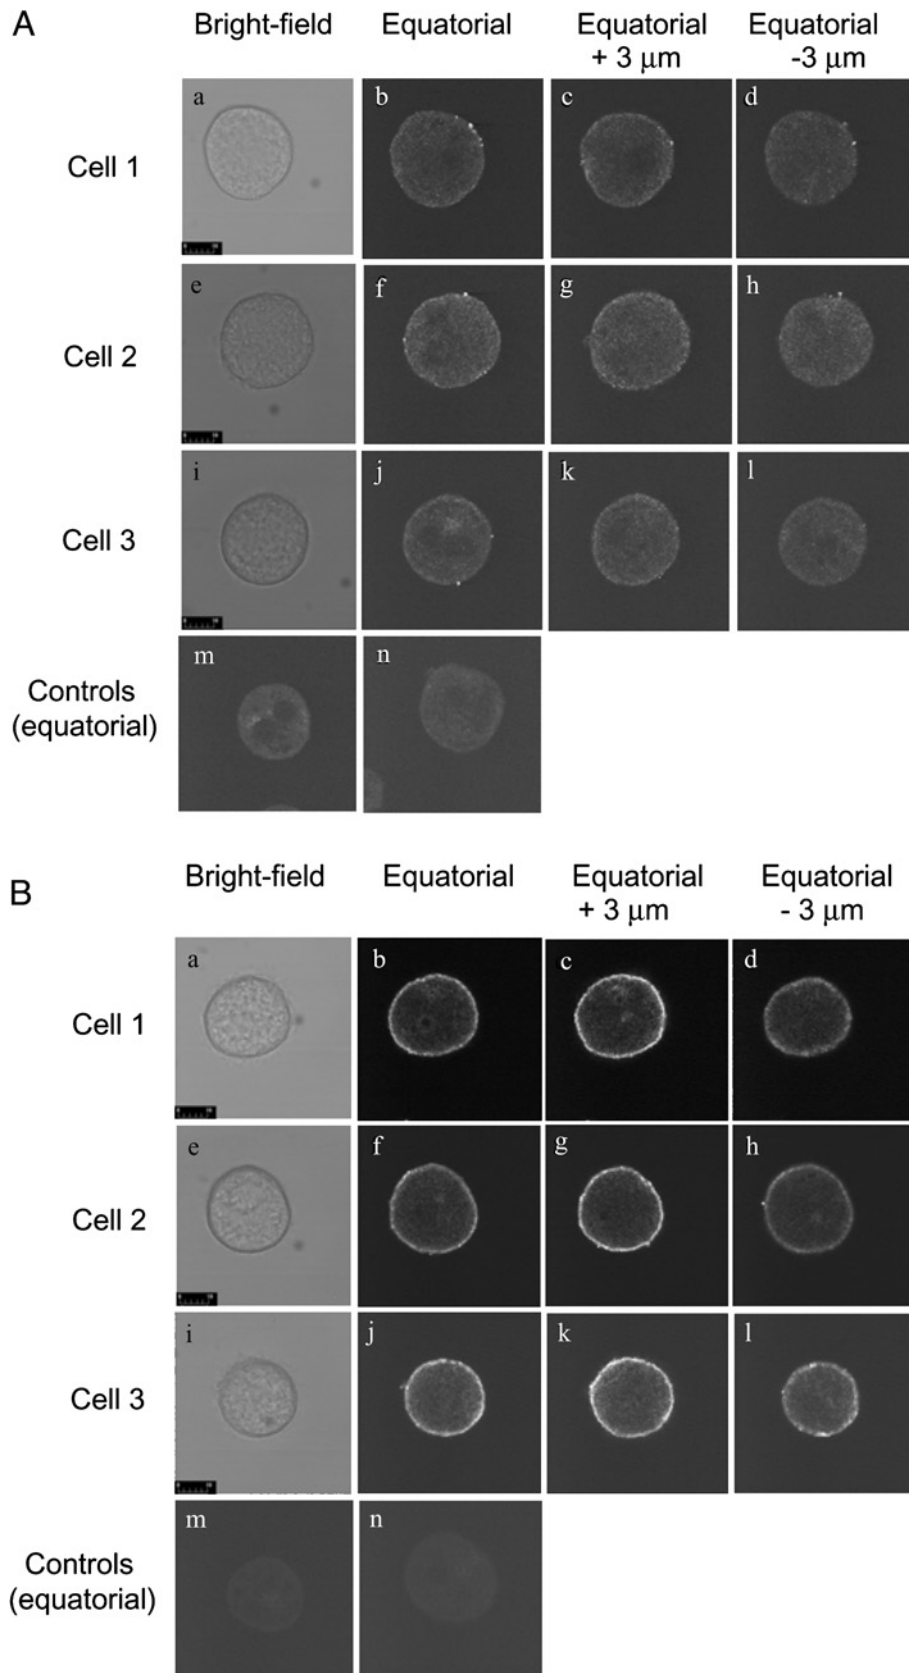 A
Bright-field Equatorial Equatorial Equatorial
+ 3 μm -3 μm
a b c d
Cell 1
e f g h
Cell 2
i j k l
Cell 3
m n
Controls
(equatorial)
B
Bright-field Equatorial Equatorial Equatorial
+ 3 μm - 3 μm
a b c d
Cell 1
e f g h
Cell 2
i j k l
Cell 3
m n
Controls
(equatorial)